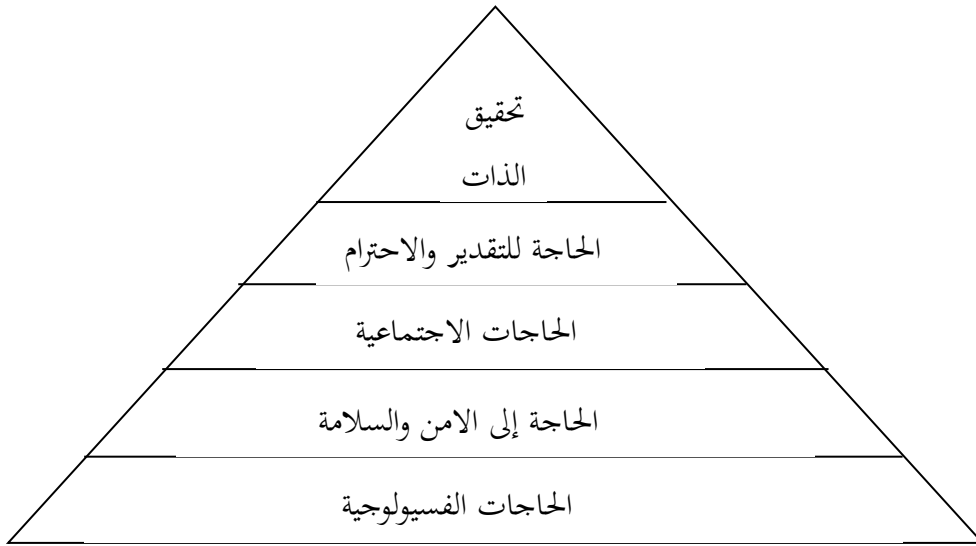 تحقيق
الذات
الحاجة للتقدير والاحترام
الحاجات الاجتماعية
الحاجة إلى الامن والسلامة
الحاجات الفسيولوجية